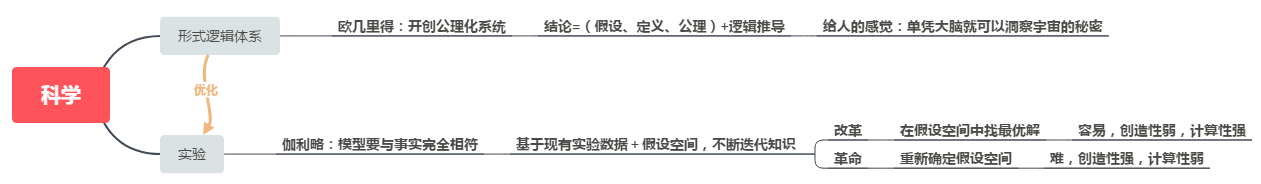 科学
形式逻辑体系
欧几里得：开创公理化系统
结论=（假设、定义、公理）+逻辑推导
给人的感觉：单凭大脑就可以洞察宇宙的秘密
优化
实验
伽利略：模型要与事实完全相符
基于现有实验数据+假设空间，不断迭代知识
改革
在假设空间中找最优解
容易，创造性弱，计算性强
革命
重新确定假设空间
难，创造性强，计算性弱